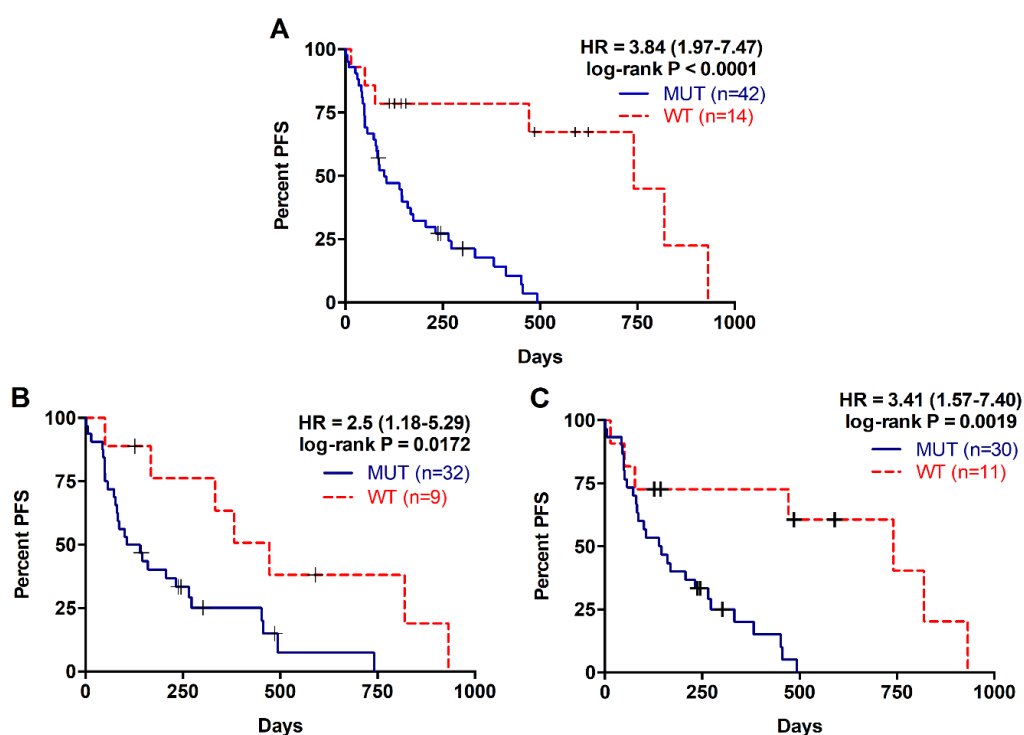 A
HR = 3.84 (1.97-7.47)
log-rank P < 0.0001
MUT (n=42)
WT (n=14)
Percent PFS
100
75
50
25
0
0 250 500 750 1000
Days
B
HR = 2.5 (1.18-5.29)
log-rank P = 0.0172
MUT (n=32)
WT (n=9)
Percent PFS
100
75
50
25
0
0 250 500 750 1000
Days
C
HR = 3.41 (1.57-7.40)
log-rank P = 0.0019
MUT (n=30)
WT (n=11)
Percent PFS
100
75
50
25
0
0 250 500 750 1000
Days